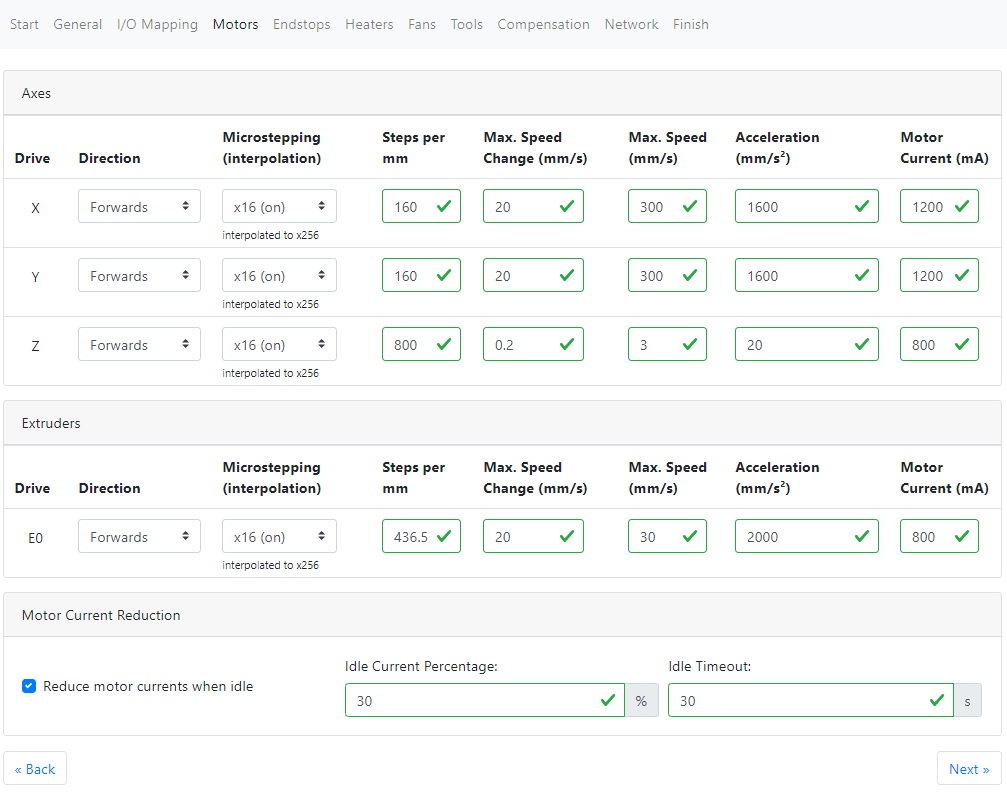 Start General I/O Mapping Motors Endstops Heaters Fans Tools Compensation Network Finish
Axes
Drive Direction Microstepping (interpolation) Steps per mm Max. Speed Change (mm/s) Max. Speed (mm/s) Acceleration (mm/s²) Motor Current (mA)
X Forwards x16 (on) 160 20 300 1600 1200
interpolated to x256
Y Forwards x16 (on) 160 20 300 1600 1200
interpolated to x256
Z Forwards x16 (on) 800 0.2 3 20 800
interpolated to x256
Extruders
Drive Direction Microstepping (interpolation) Steps per mm Max. Speed Change (mm/s) Max. Speed (mm/s) Acceleration (mm/s²) Motor Current (mA)
E0 Forwards x16 (on) 436.5 20 30 2000 800
interpolated to x256
Motor Current Reduction
Reduce motor currents when idle
Idle Current Percentage: Idle Timeout:
30 % 30 s
« Back Next »